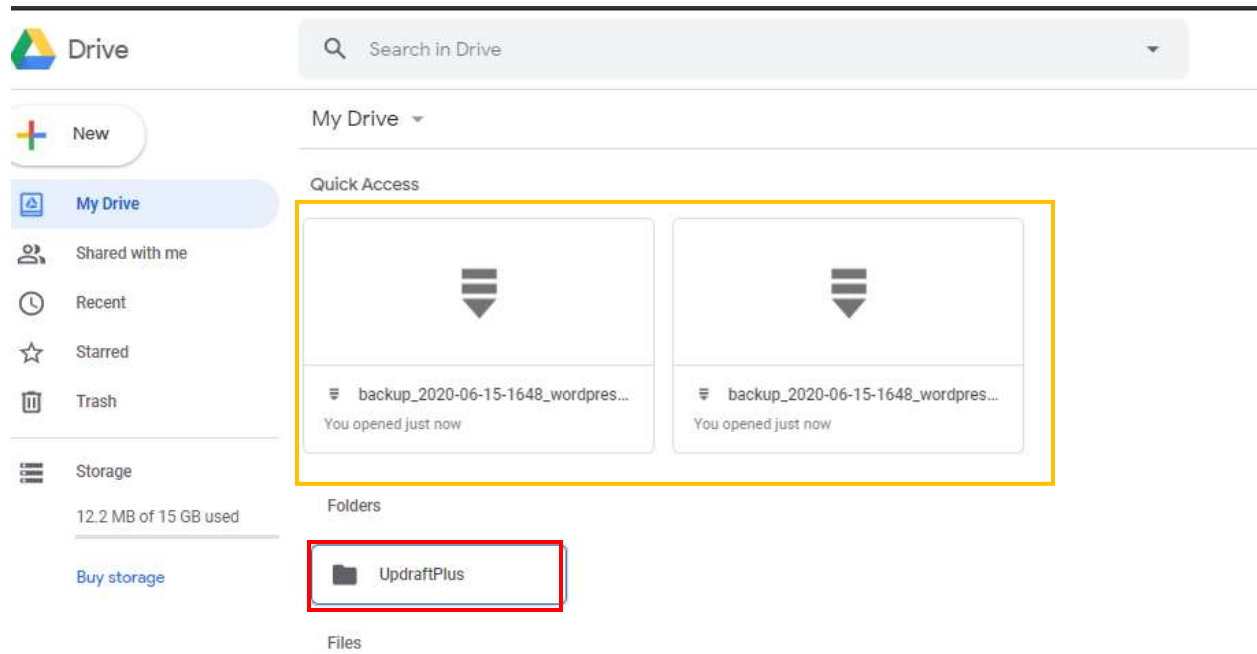 Drive
Search in Drive
New
My Drive
My Drive
Shared with me
Recent
Starred
Trash
Storage
12.2 MB of 15 GB used
Buy storage
Quick Access
backup_2020-06-15-1648_wordpres...
You opened just now
backup_2020-06-15-1648_wordpres...
You opened just now
Folders
UpdraftPlus
Files